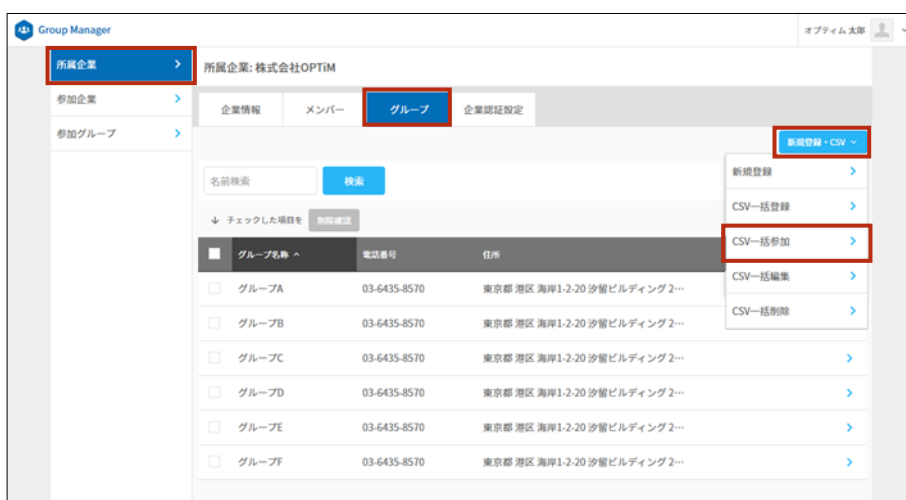 Group Manager
オプティム 太郎
所属企業
参加企業
参加グループ
所属企業: 株式会社OPTiM
企業情報 メンバー グループ 企業認証設定
新規登録・CSV
新規登録
CSV一括登録
CSV一括参加
CSV一括編集
CSV一括削除
名前検索 検索
チェックした項目を 削除確認
グループ名称 電話番号 住所
グループA 03-6435-8570 東京都 港区 海岸1-2-20 汐留ビルディング 2…
グループB 03-6435-8570 東京都 港区 海岸1-2-20 汐留ビルディング 2…
グループC 03-6435-8570 東京都 港区 海岸1-2-20 汐留ビルディング 2…
グループD 03-6435-8570 東京都 港区 海岸1-2-20 汐留ビルディング 2…
グループE 03-6435-8570 東京都 港区 海岸1-2-20 汐留ビルディング 2…
グループF 03-6435-8570 東京都 港区 海岸1-2-20 汐留ビルディング 2…